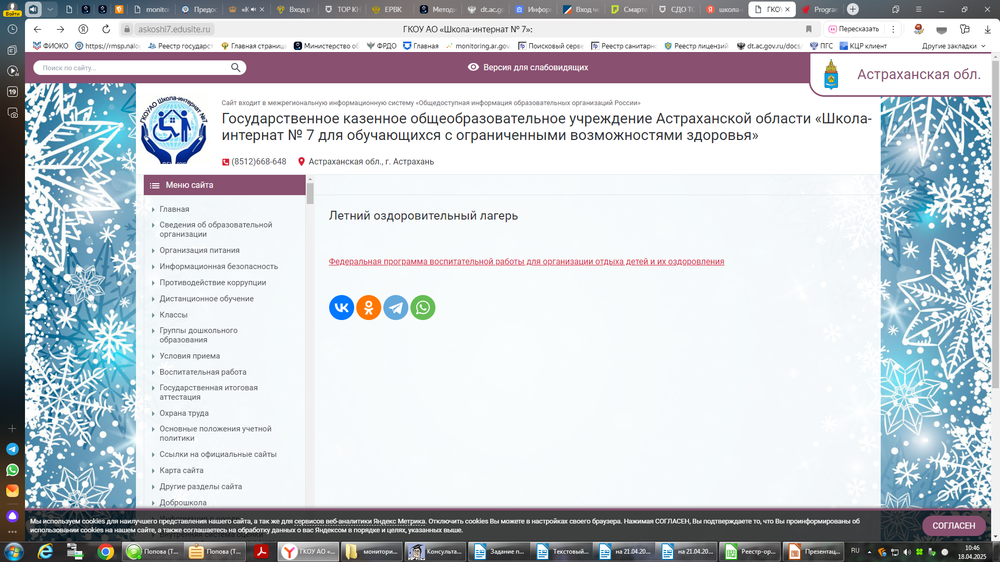 Войти
monitor
Предос
«К
Вход в с
ТОР КН
ЕРВК
Методи
dt.ac.go
Инфор
Вход че
Смарте
СДО ТО
школа-
ГКОУ
Program
askoshi7.edusite.ru
ГКОУ АО «Школа-интернат № 7»:
Пересказать
ФИОКО
https://rmsp.nalog
Реестр государст
Главная страница
Министерство об
ФРДО
Главная
monitoring.ar.gov.
Поисковый серве
Реестр санитарно
Реестр лицензий
dt.ac.gov.ru/docs/
ПГС
КЦР клиент
Другие закладки
19
Поиск по сайту...
Версия для слабовидящих
Астраханская обл.
ГКОУАО Школа-интернат №7
Сайт входит в межрегиональную информационную систему «Общедоступная информация образовательных организаций России»
Государственное казенное общеобразовательное учреждение Астраханской области «Школа-
интернат № 7 для обучающихся с ограниченными возможностями здоровья»
(8512)668-648
Астраханская обл., г. Астрахань
Меню сайта
Главная
Сведения об образовательной
организации
Организация питания
Информационная безопасность
Противодействие коррупции
Дистанционное обучение
Классы
Группы дошкольного
образования
Условия приема
Воспитательная работа
Государственная итоговая
аттестация
Охрана труда
Основные положения учетной
политики
Ссылки на официальные сайты
Карта сайта
Другие разделы сайта
Доброшкола
Летний оздоровительный лагерь
Федеральная программа воспитательной работы для организации отдыха детей и их оздоровления
Мы используем cookies для наилучшего представления нашего сайта, а так же для сервисов веб-аналитики Яндекс Метрика. Отключить cookies Вы можете в настройках своего браузера. Нажимая СОГЛАСЕН, Вы подтверждаете то, что Вы проинформированы об
использовании cookies на нашем сайте, а также соглашаетесь на обработку данных о вас Яндексом в порядке и целях, указанных выше.
СОГЛАСЕН
Внутренняя система оценки
Попова (Т...
Попова (Т...
ГКОУ АО «...
монитори...
Консульта...
Задание п...
Текстовый...
на 21.04.20...
на 21.04.20...
Реестр-ор...
Презентац...
RU
10:46
18.04.2025